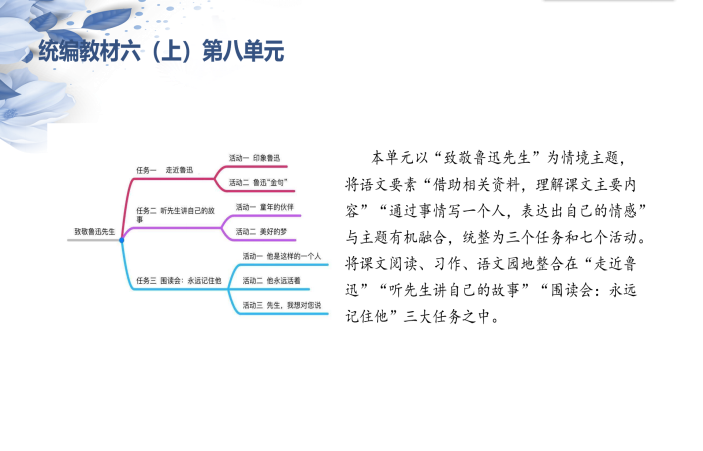 统编教材六（上）第八单元
致敬鲁迅先生
任务一 走近鲁迅
活动一 印象鲁迅
活动二 鲁迅“金句”
任务二 听先生讲自己的故
事
活动一 童年的伙伴
活动二 美好的梦
任务三 围读会：永远记住他
活动一 他是这样的一个人
活动二 他永远活着
活动三 先生，我想对您说
本单元以“致敬鲁迅先生”为情境主题，
将语文要素“借助相关资料，理解课文主要内
容”“通过事情写一个人，表达出自己的情感”
与主题有机融合，统整为三个任务和七个活动。
将课文阅读、习作、语文园地整合在“走近鲁
迅”“听先生讲自己的故事”“围读会：永远
记住他”三大任务之中。